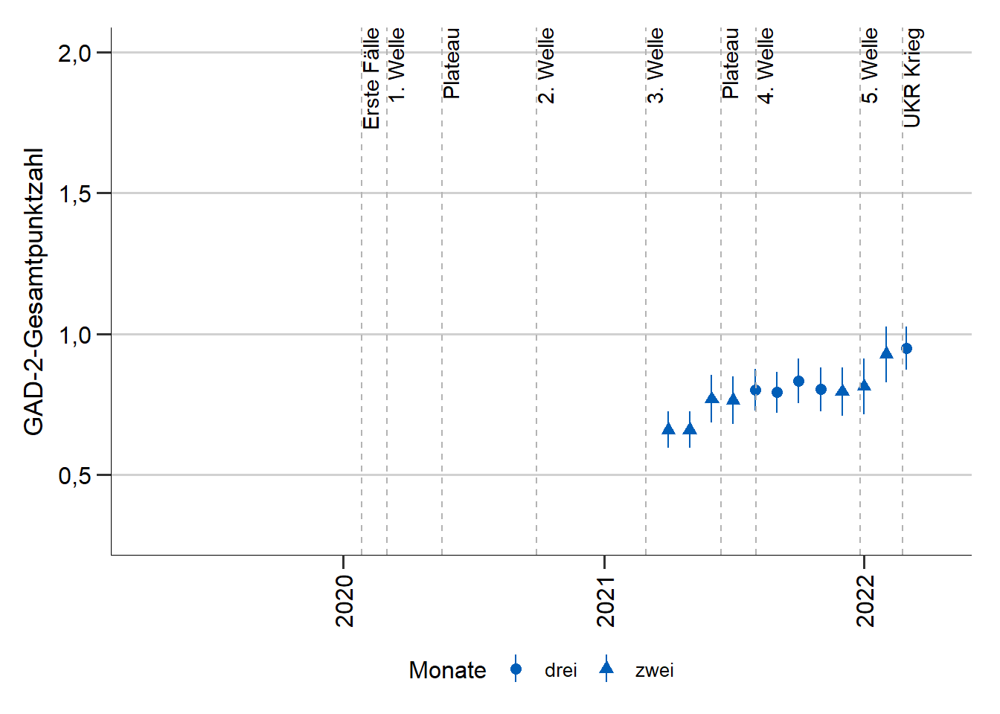 Erste Fälle
1. Welle
Plateau
2. Welle
3. Welle
Plateau
4. Welle
5. Welle
UKR Krieg
GAD-2-Gesamtpunktzahl
2,0
1,5
1,0
0,5
2020
2021
2022
Monate drei zwei